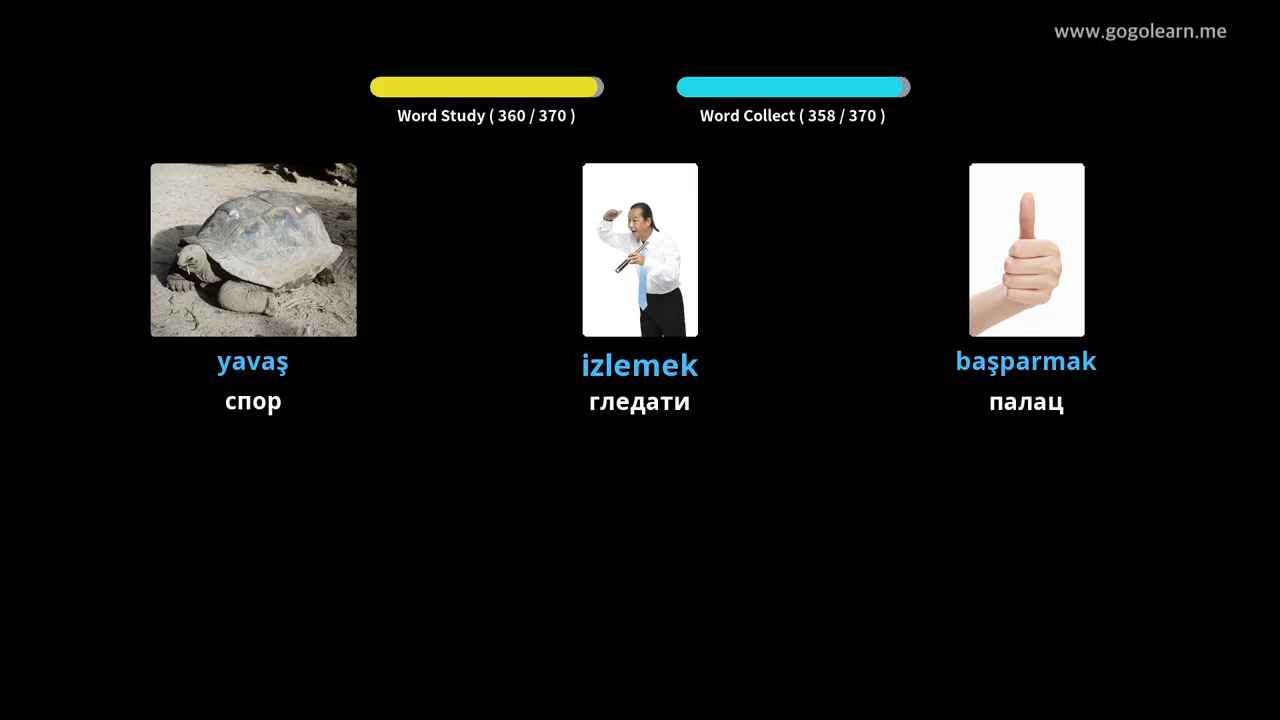 www.gogolearn.me
Word Study ( 360 / 370 )
Word Collect ( 358 / 370 )
yavaş
izlemek
başparmak
спор
гледати
палац